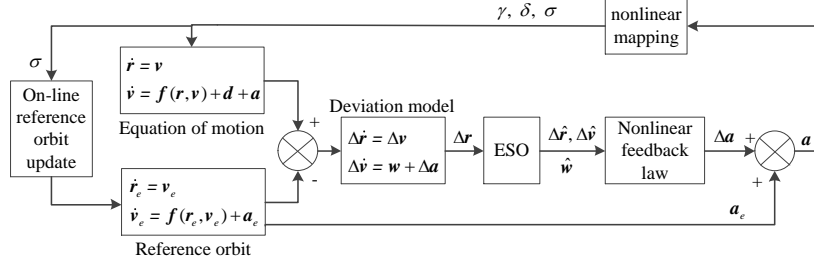 γ, δ, σ
nonlinear
mapping
σ
ṙ = v
v̇ = f(r, v) + d + a
Equation of motion
On-line
reference
orbit
update
+
-
Deviation model
Δṙ = Δv
Δv̇ = w + Δa
Δr
ESO
Δr̂, Δv̂
ŵ
Nonlinear
feedback
law
Δa
+
+
a
ṙₑ = vₑ
v̇ₑ = f(rₑ, vₑ) + aₑ
Reference orbit
aₑ